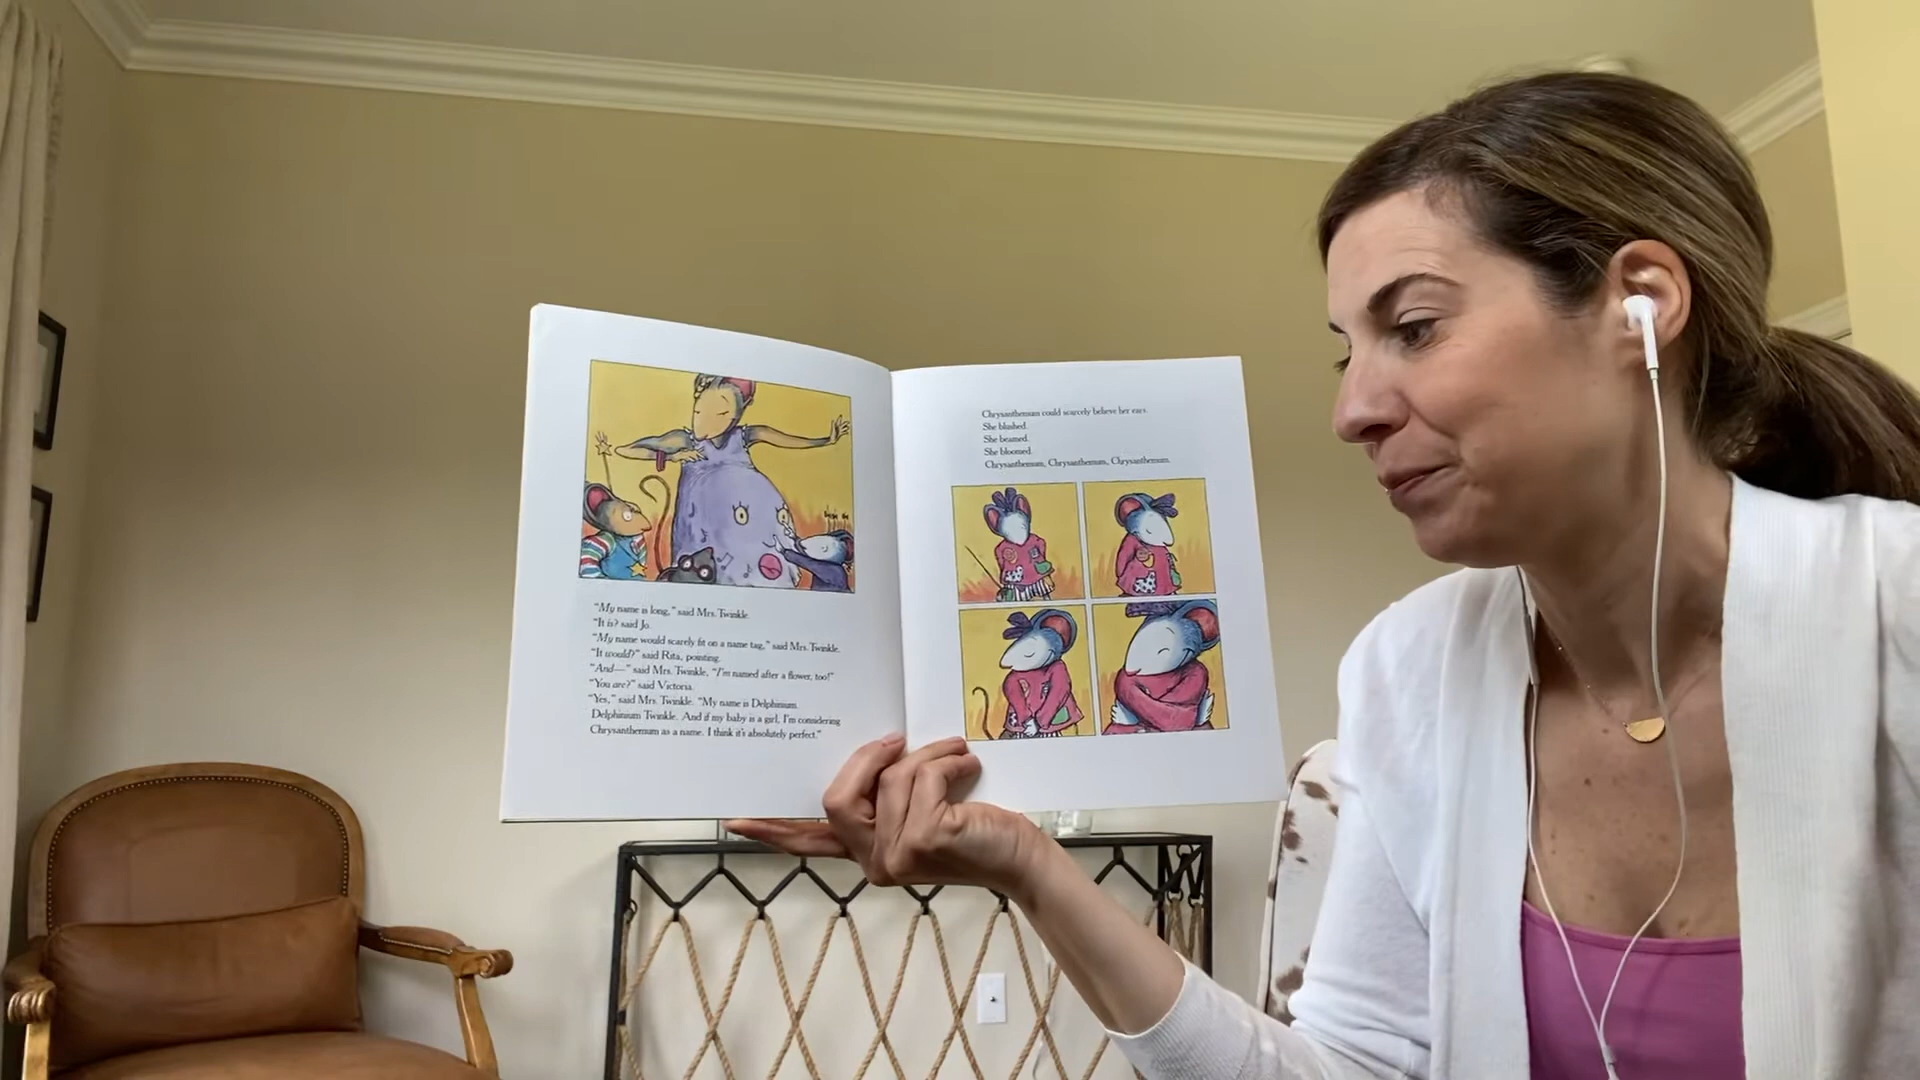 "My name is long," said Mrs. Twinkle.
"It is?" said Jo.
"My name would scarcely fit on a name tag," said Mrs. Twinkle.
"It would?" said Rita, pouting.
"And—" said Mrs. Twinkle, "I'm named after a flower, too!"
"You are?" said Victoria.
"Yes," said Mrs. Twinkle. "My name is Delphinium.
Delphinium Twinkle. And if my baby is a girl, I'm considering
Chrysanthemum as a name. I think it's absolutely perfect."
Chrysanthemum could scarcely believe her ears.
She blushed.
She beamed.
She bloomed.
Chrysanthemum, Chrysanthemum, Chrysanthemum.